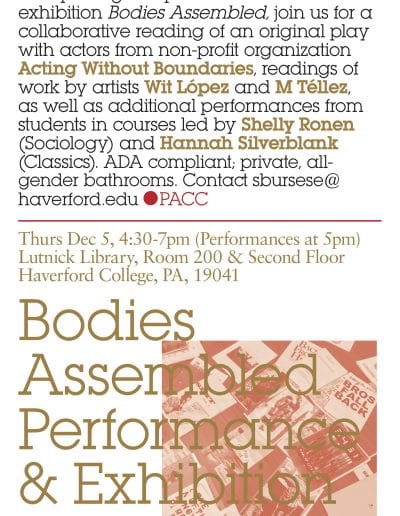 exhibition Bodies Assembled, join us for a
collaborative reading of an original play
with actors from non-profit organization
Acting Without Boundaries, readings of
work by artists Wit López and M Téllez,
as well as additional performances from
students in courses led by Shelly Ronen
(Sociology) and Hannah Silverblank
(Classics). ADA compliant; private, all-
gender bathrooms. Contact sbursese@
haverford.edu ●PACC
Thurs Dec 5, 4:30-7pm (Performances at 5pm)
Lutnick Library, Room 200 & Second Floor
Haverford College, PA, 19041
Bodies
Assembled
Performance
& Exhibition
BROS
FALL
BACK